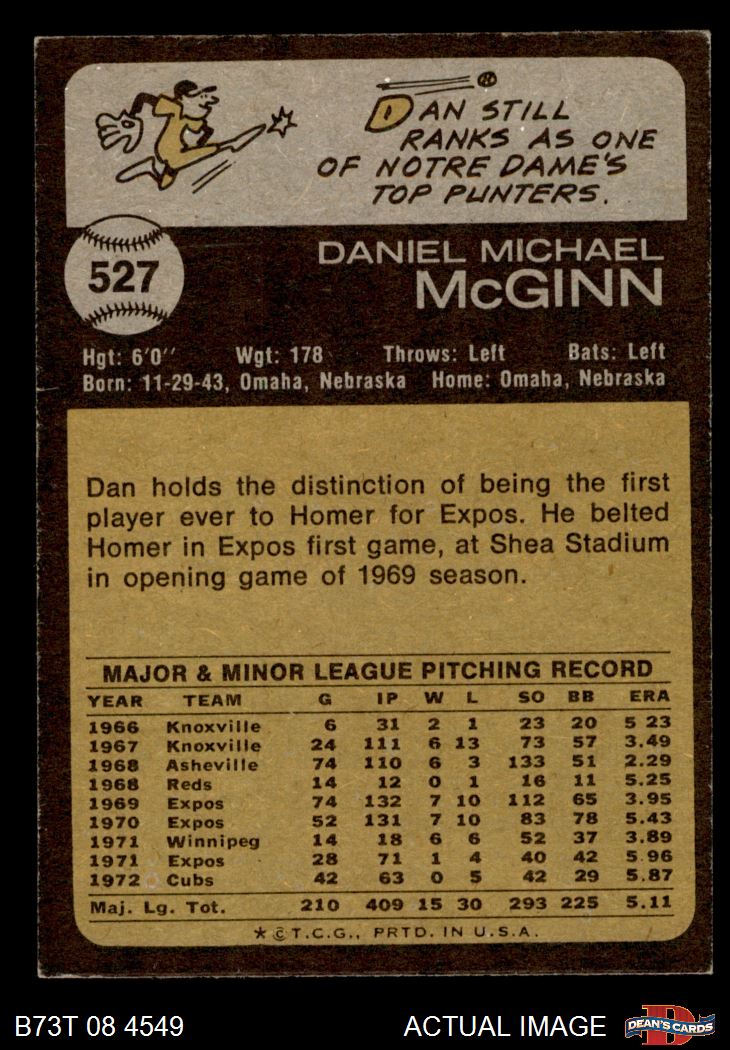 DAN STILL
RANKS AS ONE
OF NOTRE DAME'S
TOP PUNTERS.
527
DANIEL MICHAEL
McGINN
Hgt: 6'0'' Wgt: 178 Throws: Left Bats: Left
Born: 11-29-43, Omaha, Nebraska Home: Omaha, Nebraska
Dan holds the distinction of being the first
player ever to Homer for Expos. He belted
Homer in Expos first game, at Shea Stadium
in opening game of 1969 season.
MAJOR & MINOR LEAGUE PITCHING RECORD
YEAR TEAM G IP W L SO BB ERA
1966 Knoxville 6 31 2 1 23 20 5 23
1967 Knoxville 24 111 6 13 73 57 3.49
1968 Asheville 74 110 6 3 133 51 2.29
1968 Reds 14 12 0 1 16 11 5.25
1969 Expos 74 132 7 10 112 65 3.95
1970 Expos 52 131 7 10 83 78 5.43
1971 Winnipeg 14 18 6 6 52 37 3.89
1971 Expos 28 71 1 4 40 42 5.96
1972 Cubs 42 63 0 5 42 29 5.87
Maj. Lg. Tot. 210 409 15 30 293 225 5.11
★ © T.C.G., PRTD. IN U.S.A.
B73T 08 4549 ACTUAL IMAGE DEAN'S CARDS